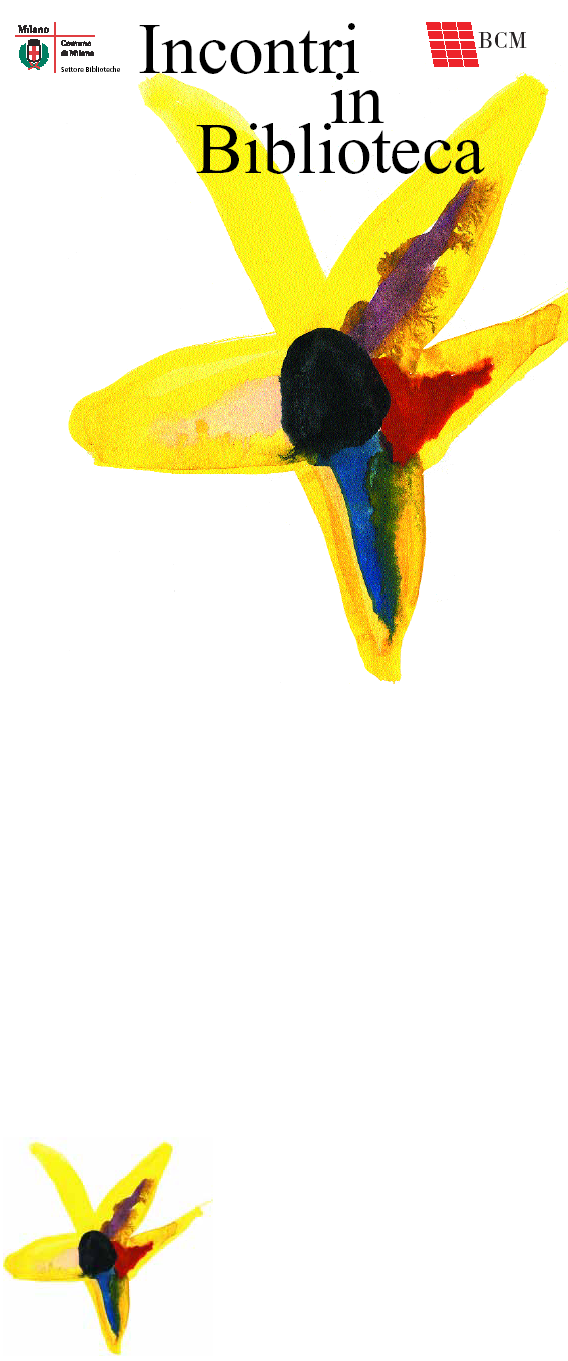 Milano
Comune
di Milano
Settore Biblioteche
Incontri
in
Biblioteca
BCM